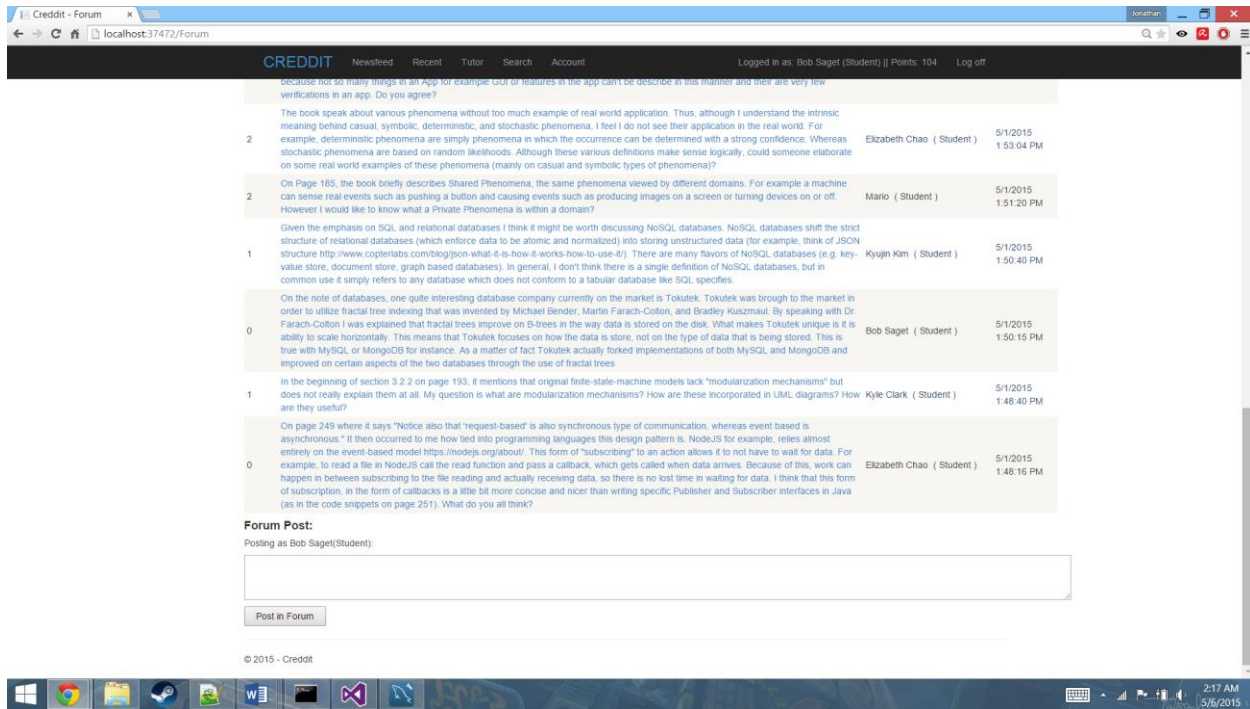 Creddit - Forum
Jonathan
localhost:37472/Forum
CREDDIT Newsfeed Recent Tutor Search Account Logged in as: Bob Saget (Student) || Points: 104 Log off
because not so many things in an App for example GUI or features in the app can't be describe in this manner and their are very few
verifications in an app. Do you agree?
The book speak about various phenomena without too much example of real world application. Thus, although I understand the intrinsic
meaning behind casual, symbolic, deterministic, and stochastic phenomena, I feel I do not see their application in the real world. For
2 example, deterministic phenomena are simply phenomena in which the occurrence can be determined with a strong confidence. Whereas Elizabeth Chao ( Student ) 5/1/2015 1:53:04 PM
stochastic phenomena are based on random likelihoods. Although these various definitions make sense logically, could someone elaborate
on some real world examples of these phenomena (mainly on casual and symbolic types of phenomena)?
On Page 185, the book briefly describes Shared Phenomena, the same phenomena viewed by different domains. For example a machine
2 can sense real events such as pushing a button and causing events such as producing images on a screen or turning devices on or off. Mario ( Student ) 5/1/2015 1:51:20 PM
However I would like to know what a Private Phenomena is within a domain?
Given the emphasis on SQL and relational databases I think it might be worth discussing NoSQL databases. NoSQL databases shift the strict
structure of relational databases (which enforce data to be atomic and normalized) into storing unstructured data (for example, think of JSON
1 structure http://www.copterlabs.com/blog/json-what-it-is-how-it-works-how-to-use-it/). There are many flavors of NoSQL databases (e.g. key- Kyujin Kim ( Student ) 5/1/2015 1:50:40 PM
value store, document store, graph based databases). In general, I don't think there is a single definition of NoSQL databases, but in
common use it simply refers to any database which does not conform to a tabular database like SQL specifies.
On the note of databases, one quite interesting database company currently on the market is Tokutek. Tokutek was brough to the market in
order to utilize fractal tree indexing that was invented by Michael Bender, Martin Farach-Colton, and Bradley Kuszmaul. By speaking with Dr.
Farach-Colton I was explained that fractal trees improve on B-trees in the way data is stored on the disk. What makes Tokutek unique is it is
0 ability to scale horizontally. This means that Tokutek focuses on how the data is store, not on the type of data that is being stored. This is Bob Saget ( Student ) 5/1/2015 1:50:15 PM
true with MySQL or MongoDB for instance. As a matter of fact Tokutek actually forked implementations of both MySQL and MongoDB and
improved on certain aspects of the two databases through the use of fractal trees
In the beginning of section 3.2.2 on page 193, it mentions that original finite-state-machine models lack "modularization mechanisms" but
1 does not really explain them at all. My question is what are modularization mechanisms? How are these incorporated in UML diagrams? How Kyle Clark ( Student ) 5/1/2015 1:48:40 PM
are they useful?
On page 249 where it says "Notice also that 'request-based' is also synchronous type of communication, whereas event based is
asynchronous." It then occurred to me how tied into programming languages this design pattern is. NodeJS for example, relies almost
entirely on the event-based model https://nodejs.org/about/. This form of "subscribing" to an action allows it to not have to wait for data. For
0 example, to read a file in NodeJS call the read function and pass a callback, which gets called when data arrives. Because of this, work can Elizabeth Chao ( Student ) 5/1/2015 1:48:16 PM
happen in between subscribing to the file reading and actually receiving data, so there is no lost time in waiting for data. I think that this form
of subscription, in the form of callbacks is a little bit more concise and nicer than writing specific Publisher and Subscriber interfaces in Java
(as in the code snippets on page 251). What do you all think?
Forum Post:
Posting as Bob Saget(Student):
Post in Forum
© 2015 - Creddit
2:17 AM
5/6/2015